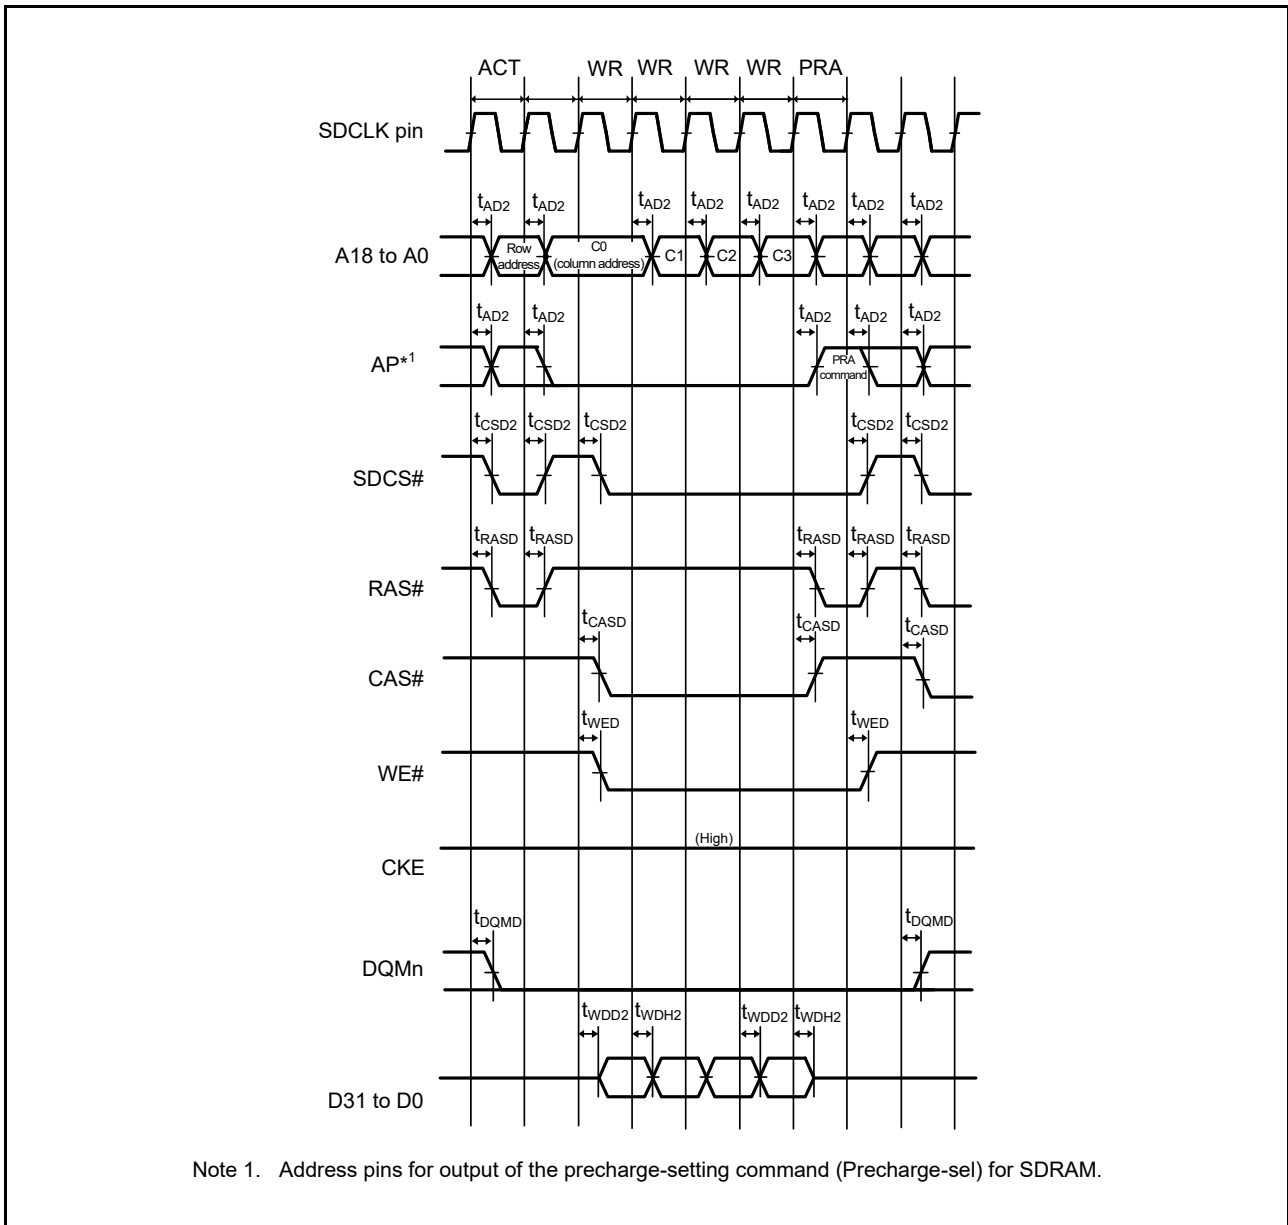 ACT WR WR WR WR PRA
SDCLK pin
tAD2 tAD2 tAD2 tAD2 tAD2 tAD2 tAD2 tAD2
A18 to A0
Row address
C0 (column address)
C1 C2 C3
tAD2 tAD2 tAD2 tAD2 tAD2
AP*1
PRA command
tCSD2 tCSD2 tCSD2 tCSD2 tCSD2
SDCS#
tRASD tRASD tRASD tRASD tRASD
RAS#
tCASD tCASD tCASD
CAS#
tWED tWED
WE#
(High)
CKE
tDQMD tDQMD
DQMn
tWDD2 tWDH2 tWDD2 tWDH2
D31 to D0
Note 1. Address pins for output of the precharge-setting command (Precharge-sel) for SDRAM.